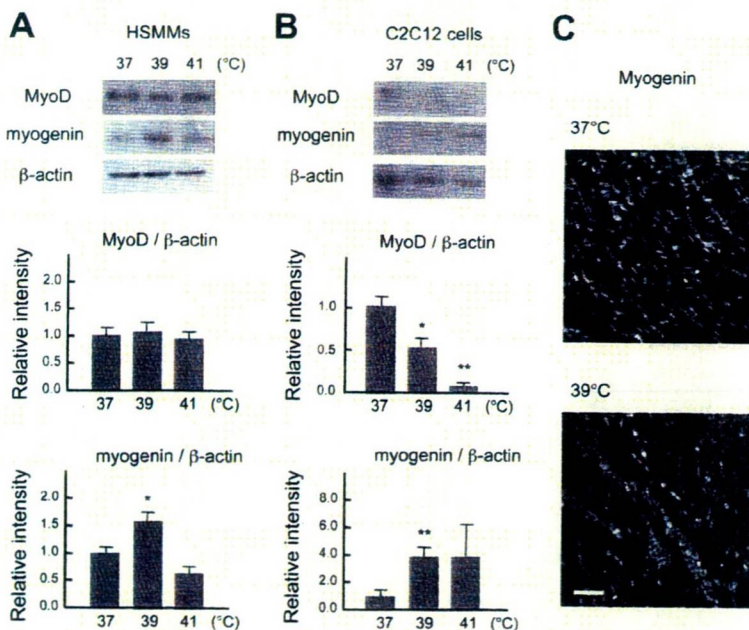 A
HSMMs
37 39 41 (°C)
MyoD
myogenin
β-actin
MyoD / β-actin
Relative intensity
2.0
1.5
1.0
0.5
0.0
37 39 41 (°C)
myogenin / β-actin
Relative intensity
2.0
1.5
1.0
0.5
0.0
*
37 39 41 (°C)
B
C2C12 cells
37 39 41 (°C)
MyoD
myogenin
β-actin
MyoD / β-actin
Relative intensity
1.0
0.5
0.0
*
**
37 39 41 (°C)
myogenin / β-actin
Relative intensity
8.0
6.0
4.0
2.0
0.0
**
37 39 41 (°C)
C
Myogenin
37°C
39°C